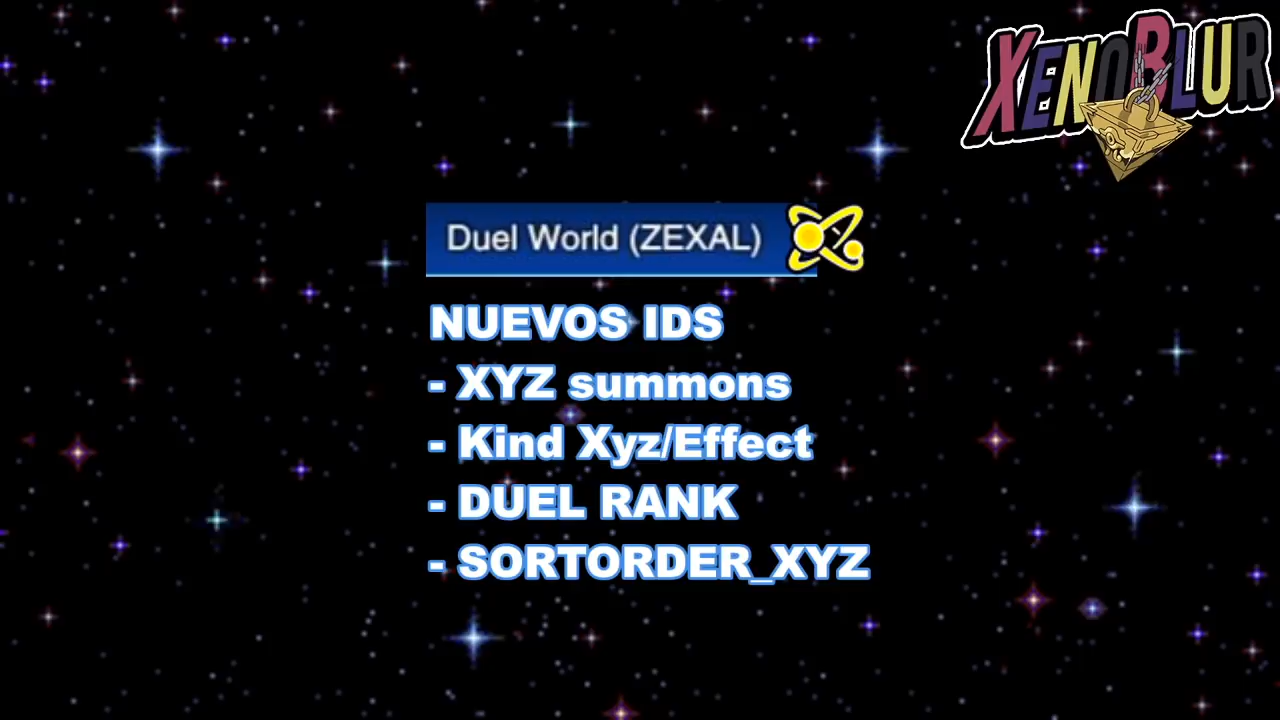 XENOBLUR
Duel World (ZEXAL)
NUEVOS IDS
- XYZ summons
- Kind Xyz/Effect
- DUEL RANK
- SORTORDER_XYZ